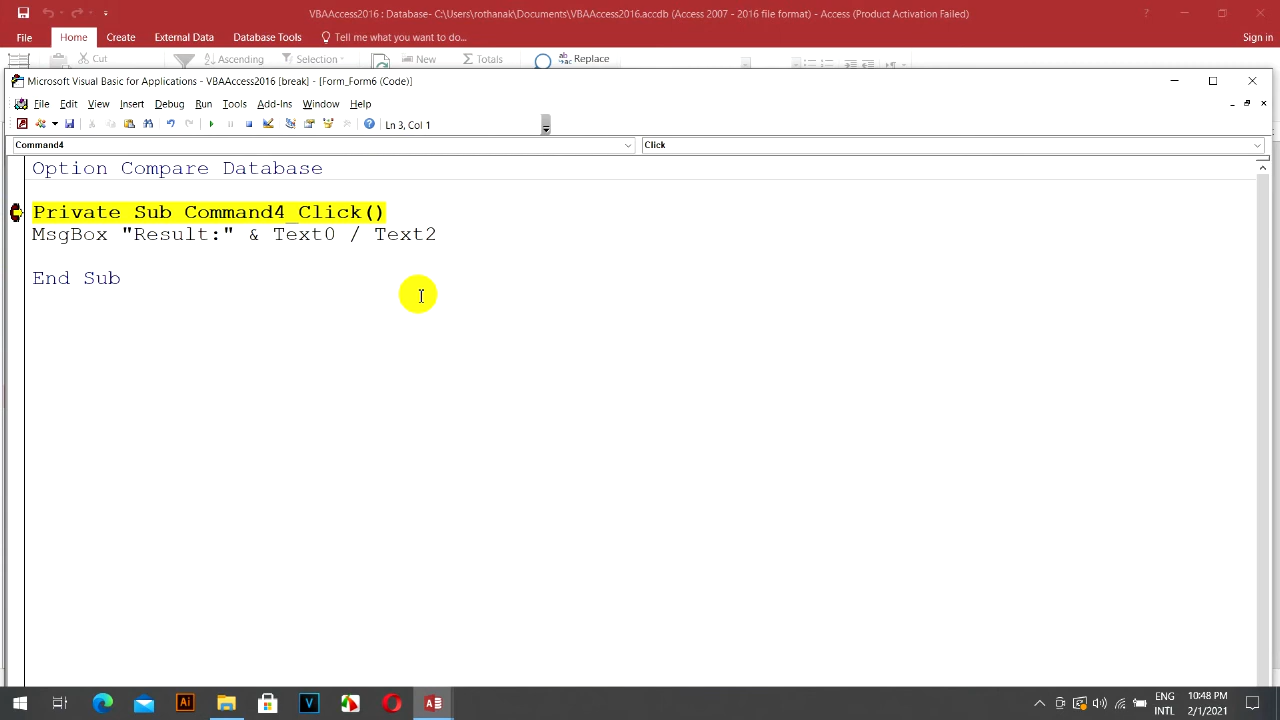 VBAAccess2016 : Database- C:\Users\rothanak\Documents\VBAAccess2016.accdb (Access 2007 - 2016 file format) - Access (Product Activation Failed)
File Home Create External Data Database Tools Tell me what you want to do... Sign in
Cut Ascending Selection New Totals Replace
Microsoft Visual Basic for Applications - VBAAccess2016 [break] - [Form_Form6 (Code)]
File Edit View Insert Debug Run Tools Add-Ins Window Help
Ln 3, Col 1
Command4 Click
Option Compare Database
Private Sub Command4_Click()
MsgBox "Result:" & Text0 / Text2
End Sub
Ai V A ENG 10:48 PM
INTL 2/1/2021